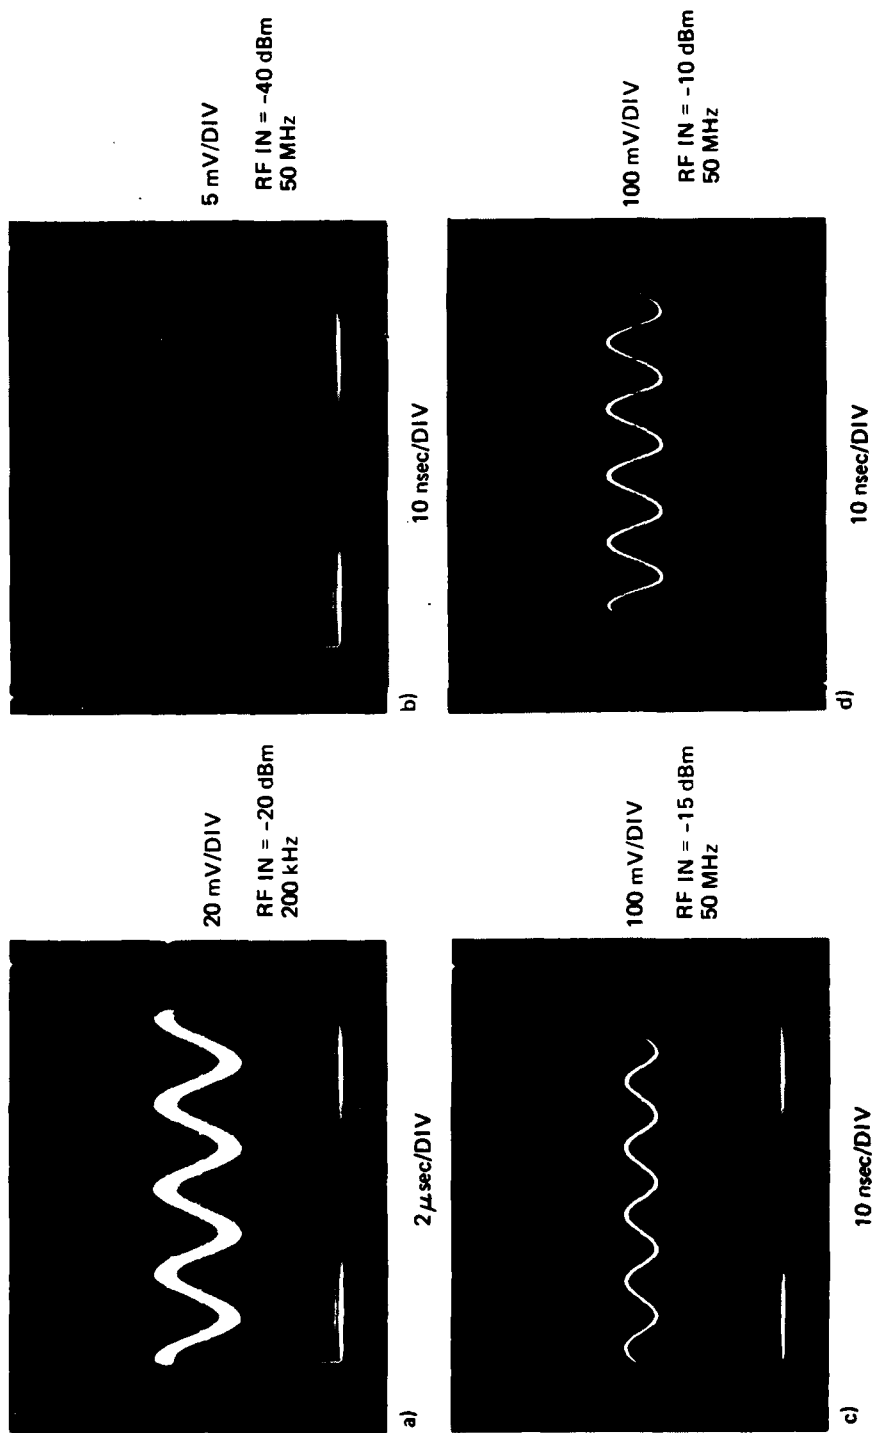 20 mV/DIV
RF IN = -20 dBm
200 kHz
2 µsec/DIV
a)
5 mV/DIV
RF IN = -40 dBm
50 MHz
10 nsec/DIV
b)
100 mV/DIV
RF IN = -15 dBm
50 MHz
10 nsec/DIV
c)
100 mV/DIV
RF IN = -10 dBm
50 MHz
10 nsec/DIV
d)